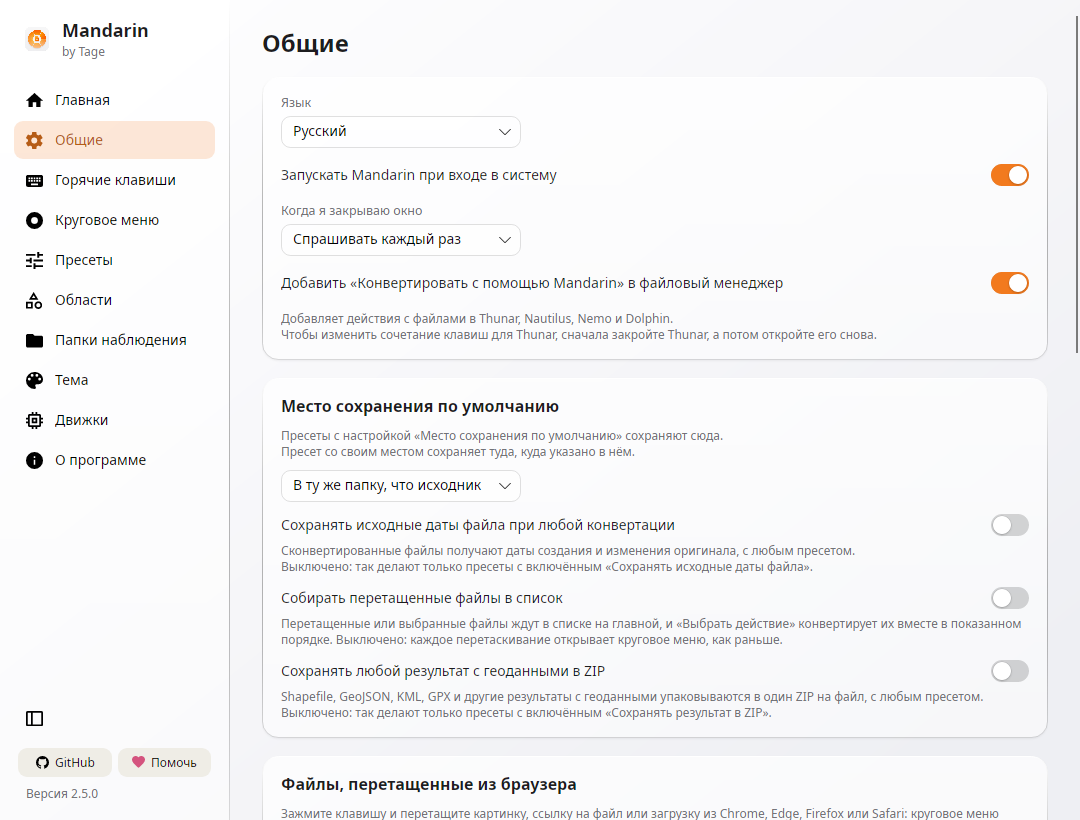 Mandarin
by Tage
Главная
Общие
Горячие клавиши
Круговое меню
Пресеты
Области
Папки наблюдения
Тема
Движки
О программе
GitHub
Помочь
Версия 2.5.0
Общие
Язык
Русский
Запускать Mandarin при входе в систему
Когда я закрываю окно
Спрашивать каждый раз
Добавить «Конвертировать с помощью Mandarin» в файловый менеджер
Добавляет действия с файлами в Thunar, Nautilus, Nemo и Dolphin.
Чтобы изменить сочетание клавиш для Thunar, сначала закройте Thunar, а потом откройте его снова.
Место сохранения по умолчанию
Пресеты с настройкой «Место сохранения по умолчанию» сохраняют сюда.
Пресет со своим местом сохраняет туда, куда указано в нём.
В ту же папку, что исходник
Сохранять исходные даты файла при любой конвертации
Сконвертированные файлы получают даты создания и изменения оригинала, с любым пресетом.
Выключено: так делают только пресеты с включённым «Сохранять исходные даты файла».
Собирать перетащенные файлы в список
Перетащенные или выбранные файлы ждут в списке на главной, и «Выбрать действие» конвертирует их вместе в показанном
порядке. Выключено: каждое перетаскивание открывает круговое меню, как раньше.
Сохранять любой результат с геоданными в ZIP
Shapefile, GeoJSON, KML, GPX и другие результаты с геоданными упаковываются в один ZIP на файл, с любым пресетом.
Выключено: так делают только пресеты с включённым «Сохранять результат в ZIP».
Файлы, перетащенные из браузера
Зажмите клавишу и перетащите картинку, ссылку на файл или загрузку из Chrome, Edge, Firefox или Safari: круговое меню